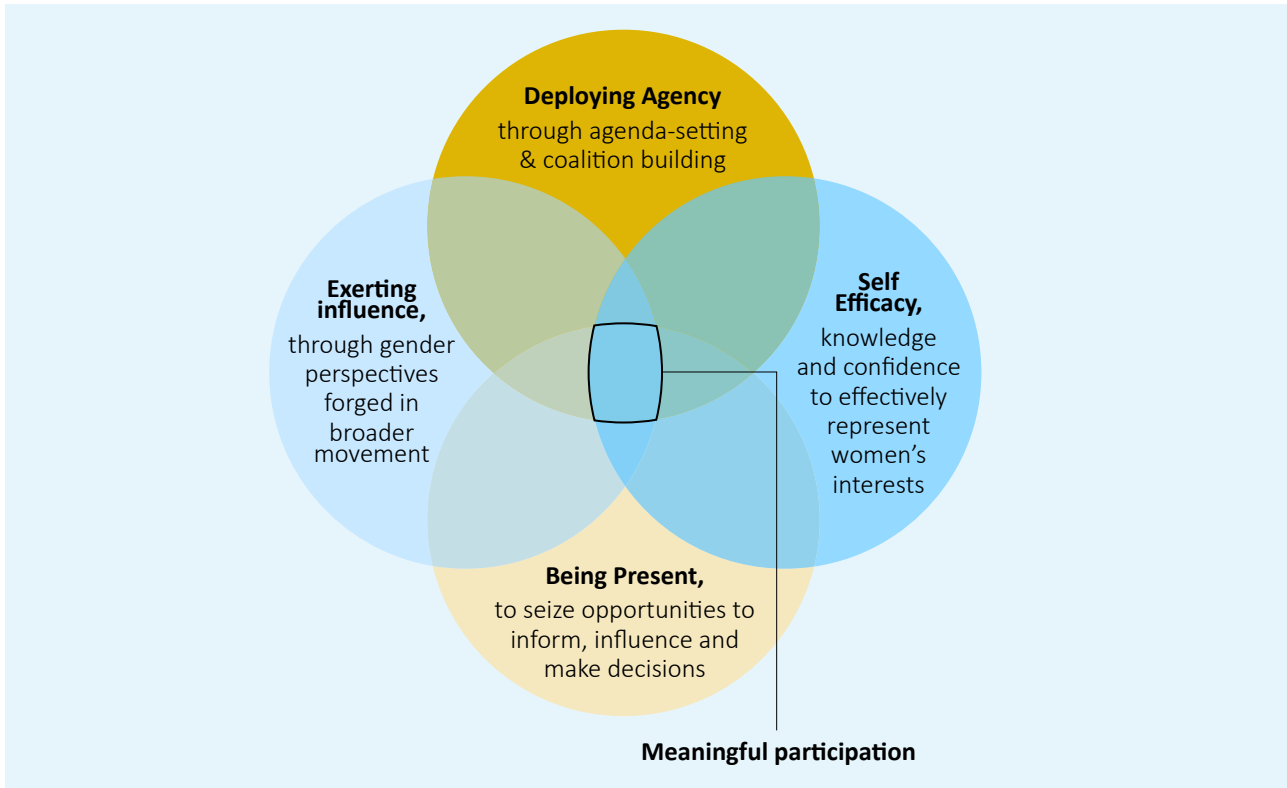 Deploying Agency
through agenda-setting
& coalition building
Exerting
influence,
through gender
perspectives
forged in
broader
movement
Self
Efficacy,
knowledge
and confidence
to effectively
represent
women’s
interests
Being Present,
to seize opportunities to
inform, influence and
make decisions
Meaningful participation